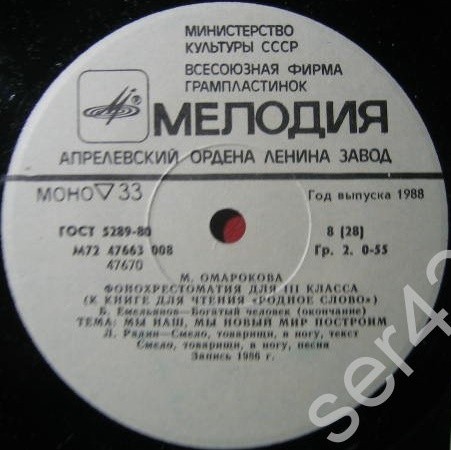 МИНИСТЕРСТВО
КУЛЬТУРЫ СССР
ВСЕСОЮЗНАЯ ФИРМА
ГРАМПЛАСТИНОК
МЕЛОДИЯ
АПРЕЛЕВСКИЙ ОРДЕНА ЛЕНИНА ЗАВОД
МОНО ▽ 33
Год выпуска 1988
ГОСТ 5289-80
8 [28]
М72 47663 008
Гр. 2. 0-55
47670
М. ОМАРОКОВА
ФОНОХРЕСТОМАТИЯ ДЛЯ III КЛАССА
(К КНИГЕ ДЛЯ ЧТЕНИЯ «РОДНОЕ СЛОВО»)
Б. Емельянов—Богатый человек (окончание)
ТЕМА: МЫ НАШ, МЫ НОВЫЙ МИР ПОСТРОИМ
Л. Радин—Смело, товарищи, в ногу, текст
Смело, товарищи, в ногу, песня
Запись 1986 г.